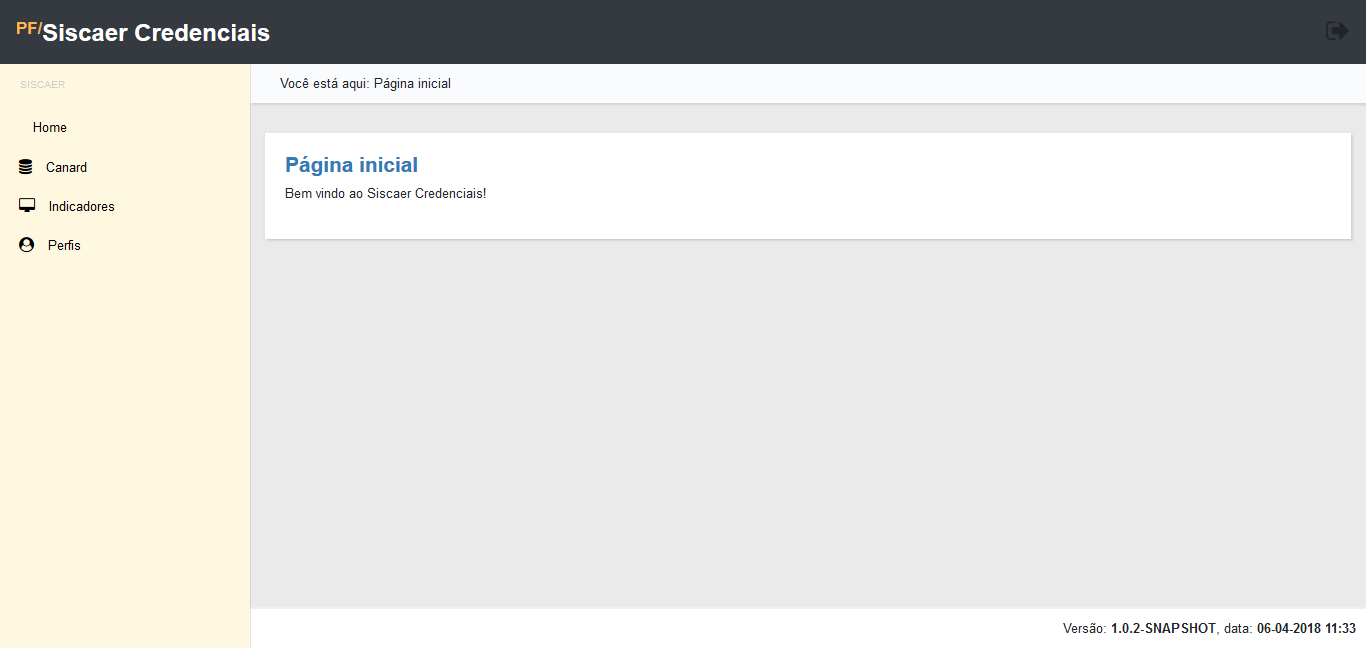 PF/Siscaer Credenciais
SISCAER
Você está aqui: Página inicial
Home
Canard
Indicadores
Perfis
Página inicial
Bem vindo ao Siscaer Credenciais!
Versão: 1.0.2-SNAPSHOT, data: 06-04-2018 11:33